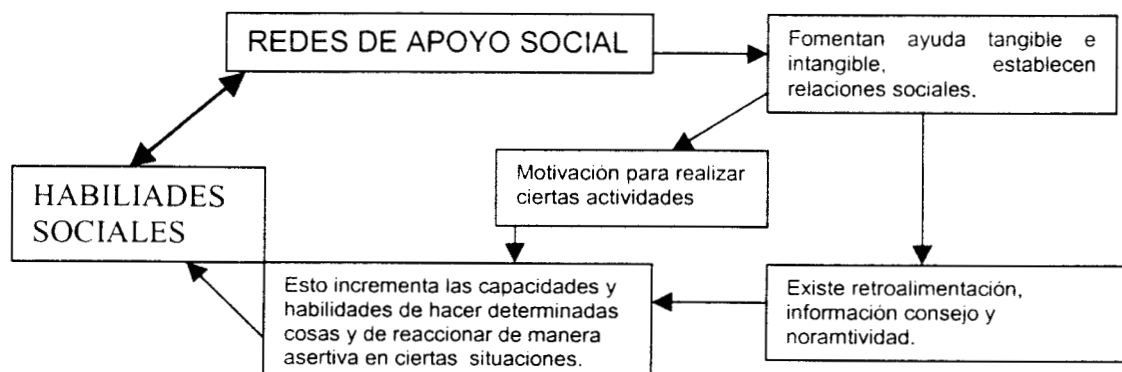 REDES DE APOYO SOCIAL
Fomentan ayuda tangible e
intangible, establecen
relaciones sociales.
Motivación para realizar
ciertas actividades
HABILIADES
SOCIALES
Esto incrementa las capacidades y
habilidades de hacer determinadas
cosas y de reaccionar de manera
asertiva en ciertas situaciones.
Existe retroalimentación,
información consejo y
noramtividad.